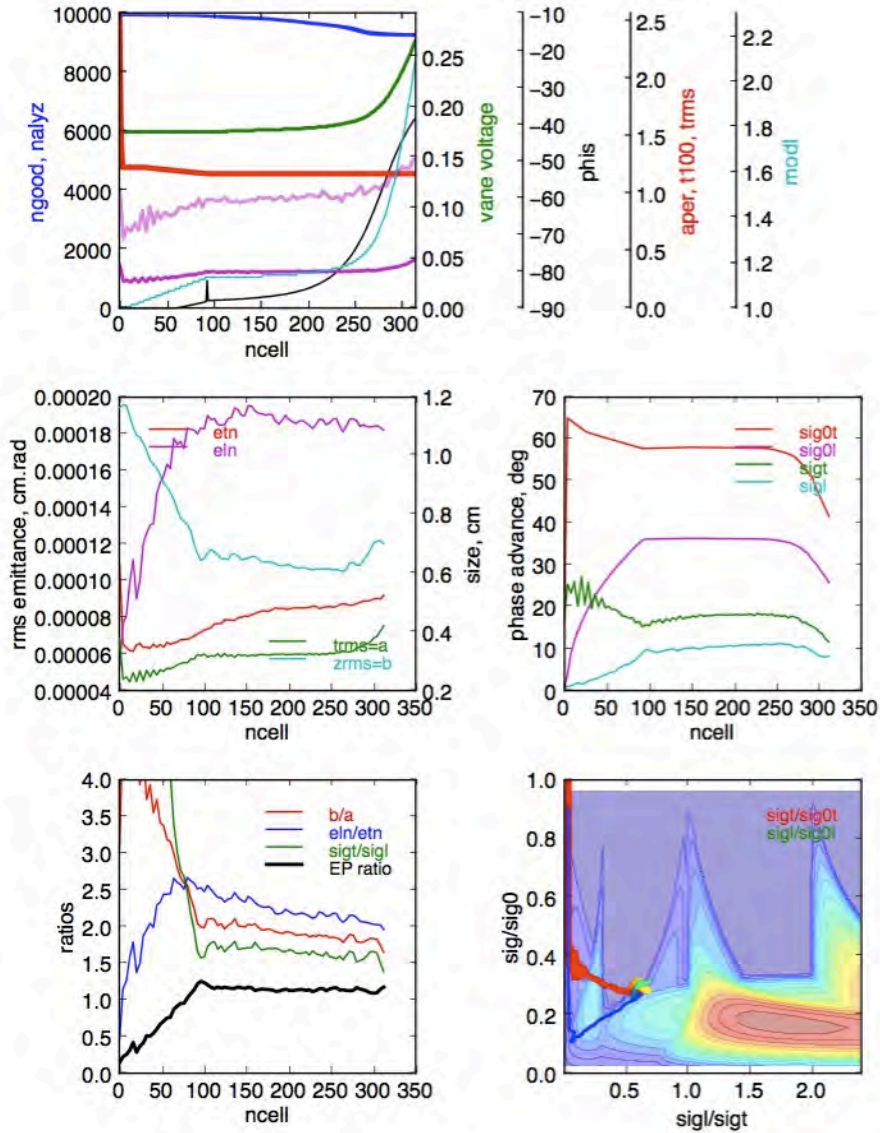 10000
8000
6000
4000
2000
0
ngood, nalyz
0 50 100 150 200 250 300
ncell
0.25
0.20
0.15
0.10
0.05
0.00
vane voltage
−10
−20
−30
−40
−50
−60
−70
−80
−90
phis
2.5
2.0
1.5
1.0
0.5
0.0
aper, t100, trms
2.2
2.0
1.8
1.6
1.4
1.2
1.0
modl
0.00020
0.00018
0.00016
0.00014
0.00012
0.00010
0.00008
0.00006
0.00004
rms emittance, cm.rad
etn
eln
trms=a
zrms=b
1.2
1.0
0.8
0.6
0.4
0.2
size, cm
0 50 100 150 200 250 300 350
ncell
70
60
50
40
30
20
10
0
phase advance, deg
sig0t
sig0l
sigt
sigl
0 50 100 150 200 250 300 350
ncell
4.0
3.5
3.0
2.5
2.0
1.5
1.0
0.5
0.0
ratios
b/a
eln/etn
sigt/sigl
EP ratio
0 50 100 150 200 250 300 350
ncell
1.0
0.8
0.6
0.4
0.2
0.0
sig/sig0
sigt/sig0t
sigl/sig0l
0.5 1.0 1.5 2.0
sigl/sigt